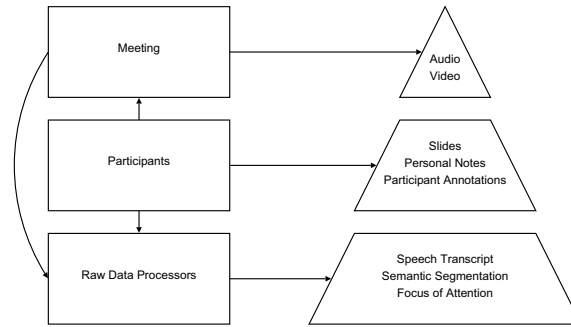 Meeting
Audio
Video
Participants
Slides
Personal Notes
Participant Annotations
Raw Data Processors
Speech Transcript
Semantic Segmentation
Focus of Attention